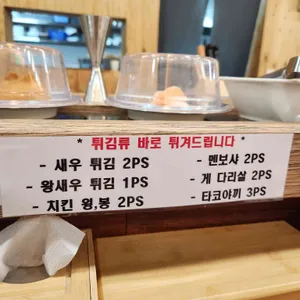 * 튀김류 바로 튀겨드립니다 *
- 새우 튀김 2PS
- 왕새우 튀김 1PS
- 치킨 윙,봉 2PS
- 멘보샤 2PS
- 게 다리살 2PS
- 타코야끼 3PS